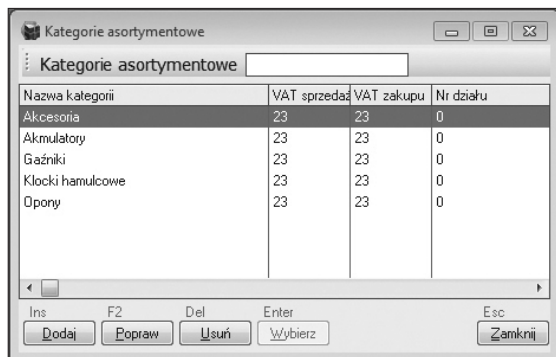 Kategorie asortymentowe
Kategorie asortymentowe
Nazwa kategorii VAT sprzedaż VAT zakupu Nr działu
Akcesoria 23 23 0
Akmulatory 23 23 0
Gaźniki 23 23 0
Klocki hamulcowe 23 23 0
Opony 23 23 0
Ins F2 Del Enter Esc
Dodaj Popraw Usuń Wybierz Zamknij